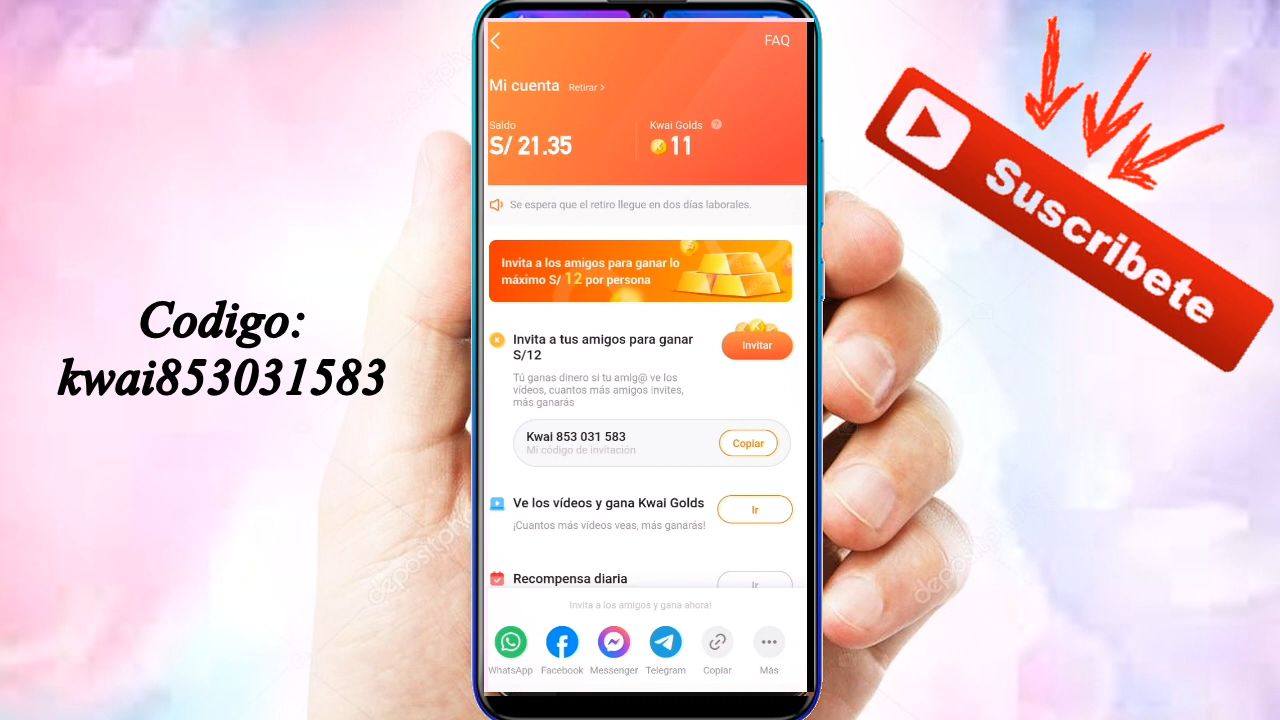 FAQ
Mi cuenta Retirar >
Saldo
Kwai Golds ?
S/ 21.35
11
Se espera que el retiro llegue en dos días laborales.
Invita a los amigos para ganar lo
máximo S/ 12 por persona
Invita a tus amigos para ganar
S/12
Invitar
Tú ganas dinero si tu amig@ ve los
vídeos, cuantos más amigos invites,
más ganarás
Kwai 853 031 583
Mi código de invitación
Copiar
Ve los vídeos y gana Kwai Golds
Ir
¡Cuantos más vídeos veas, más ganarás!
Recompensa diaria
Ir
Invita a los amigos y gana ahora!
WhatsApp Facebook Messenger Telegram Copiar Más
Codigo:
kwai853031583
Suscribete
depositphotos